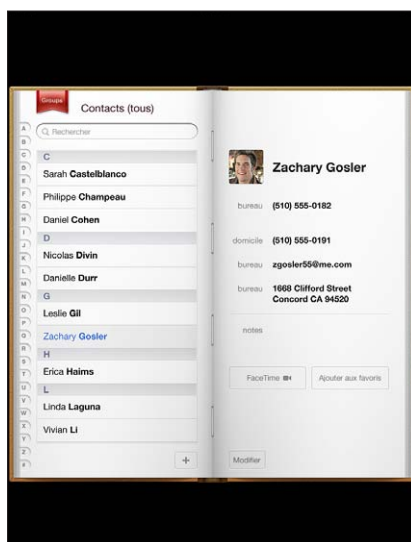 Groups
Contacts (tous)
Rechercher
A
B
C
D
E
F
G
H
I
J
K
L
M
N
O
P
Q
R
S
T
U
V
W
X
Y
Z
#
C
Sarah Castelblanco
Philippe Champeau
Daniel Cohen
D
Nicolas Divin
Danielle Durr
G
Leslie Gil
Zachary Gosler
H
Erica Haims
L
Linda Laguna
Vivian Li
+
Zachary Gosler
bureau (510) 555-0182
domicile (510) 555-0191
bureau zgosler55@me.com
bureau 1668 Clifford Street
Concord CA 94520
notes
FaceTime
Ajouter aux favoris
Modifier